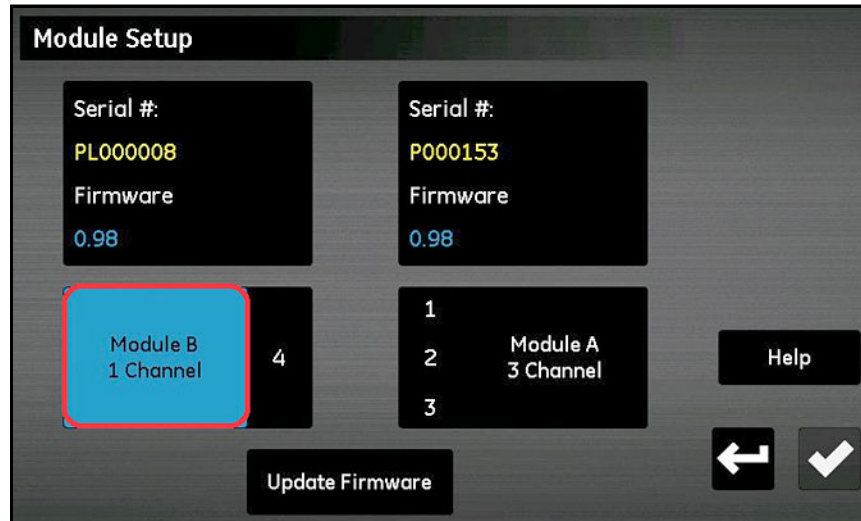 Module Setup
Serial #:
PL000008
Firmware
0.98
Serial #:
P000153
Firmware
0.98
Module B
1 Channel
4
1
2
3
Module A
3 Channel
Help
Update Firmware